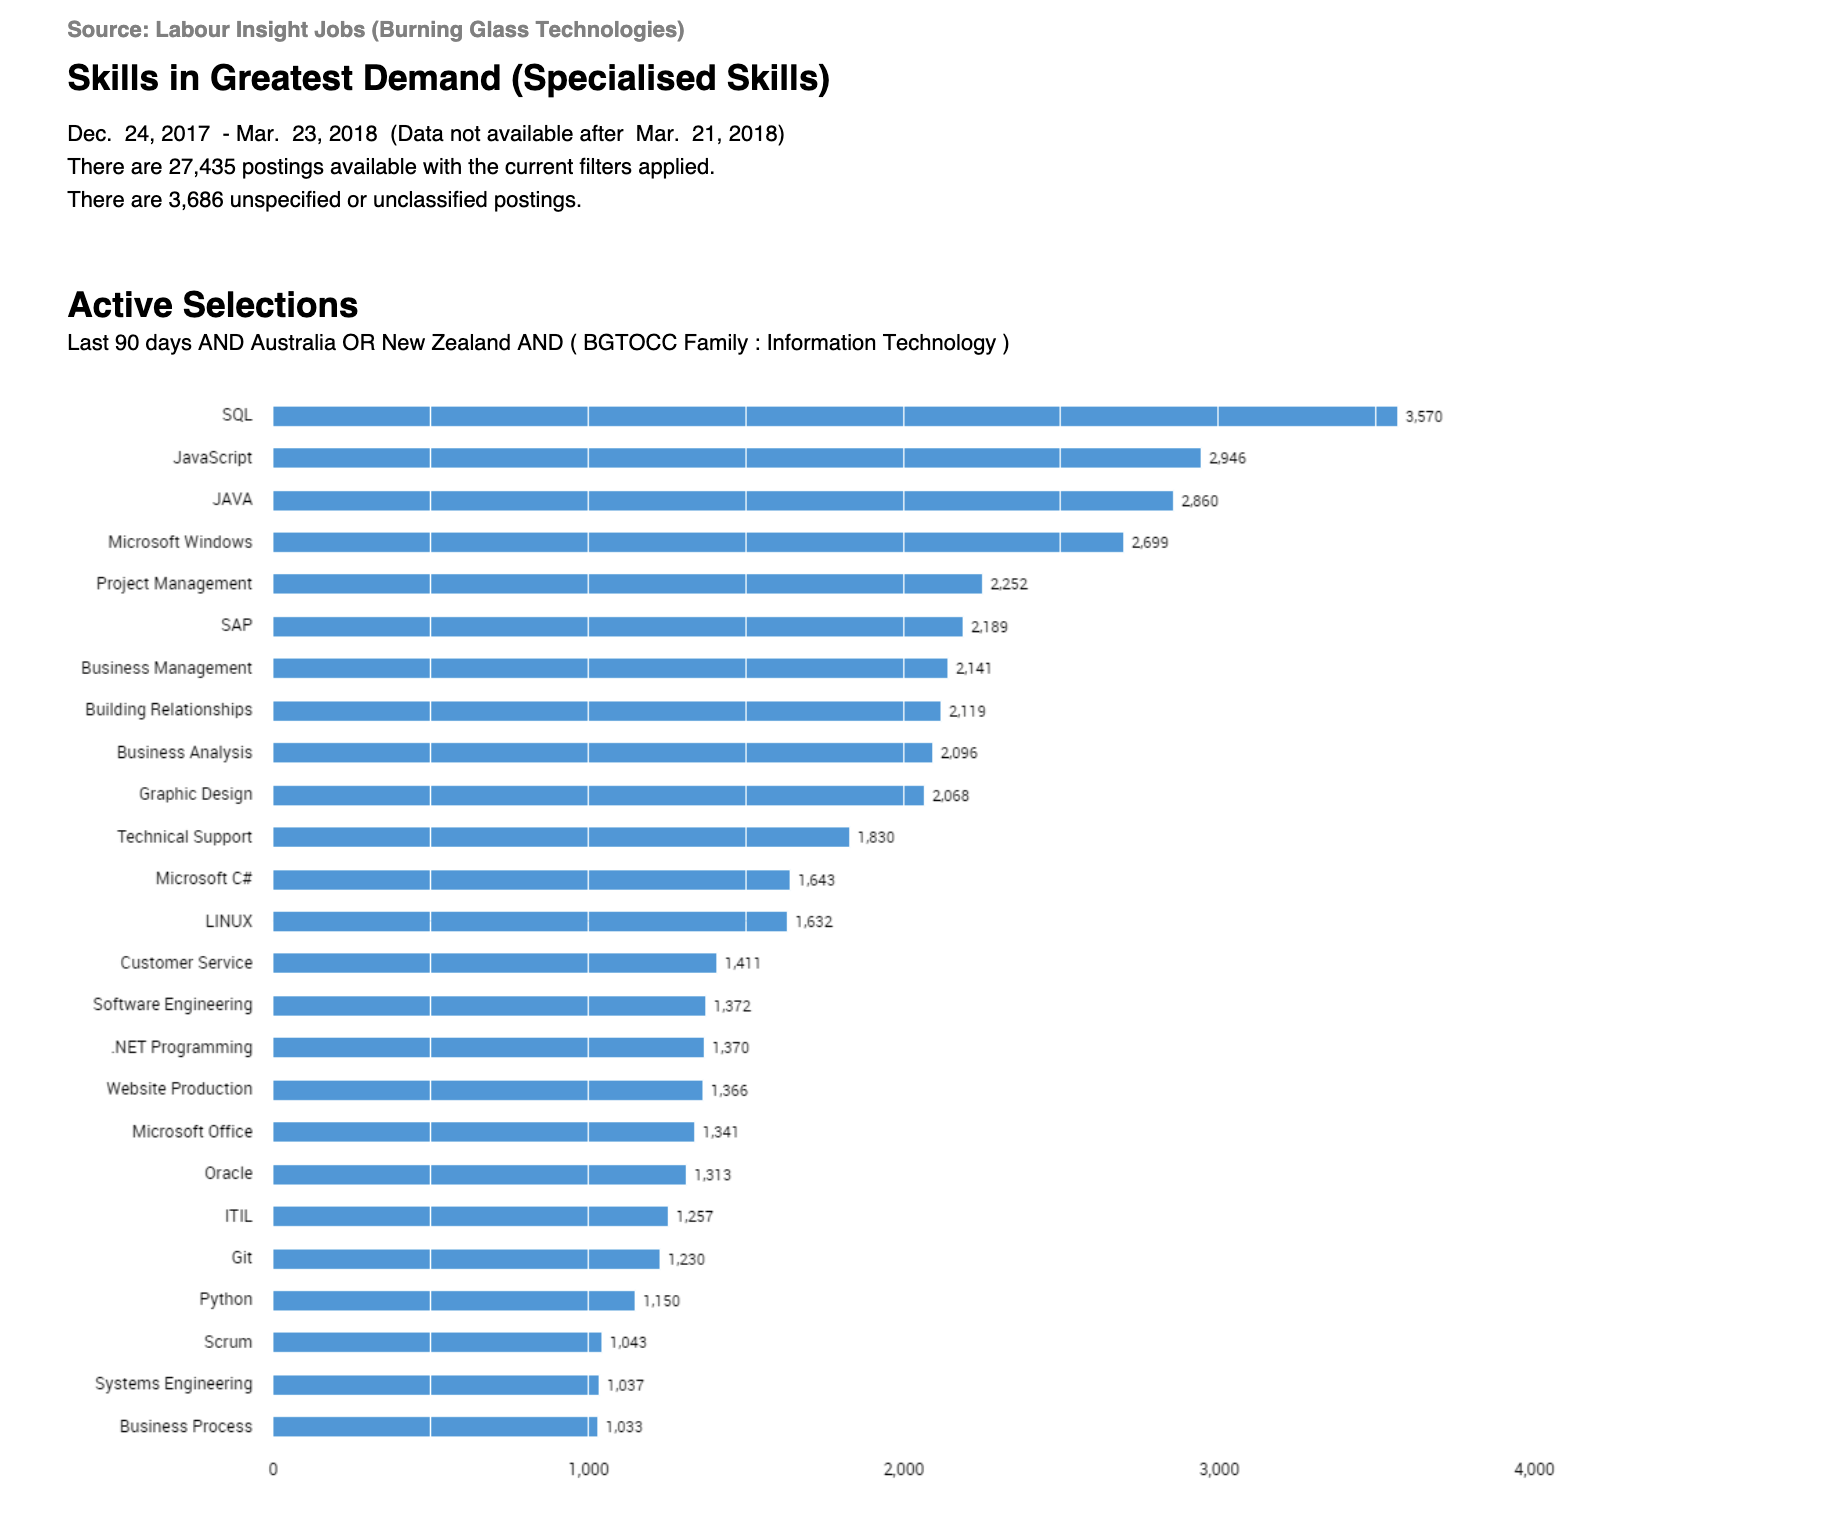 Source: Labour Insight Jobs (Burning Glass Technologies)
Skills in Greatest Demand (Specialised Skills)
Dec. 24, 2017 - Mar. 23, 2018 (Data not available after Mar. 21, 2018)
There are 27,435 postings available with the current filters applied.
There are 3,686 unspecified or unclassified postings.
Active Selections
Last 90 days AND Australia OR New Zealand AND ( BGTOCC Family : Information Technology )
SQL 3,570
JavaScript 2,946
JAVA 2,860
Microsoft Windows 2,699
Project Management 2,252
SAP 2,189
Business Management 2,141
Building Relationships 2,119
Business Analysis 2,096
Graphic Design 2,068
Technical Support 1,830
Microsoft C# 1,643
LINUX 1,632
Customer Service 1,411
Software Engineering 1,372
.NET Programming 1,370
Website Production 1,366
Microsoft Office 1,341
Oracle 1,313
ITIL 1,257
Git 1,230
Python 1,150
Scrum 1,043
Systems Engineering 1,037
Business Process 1,033
0 1,000 2,000 3,000 4,000